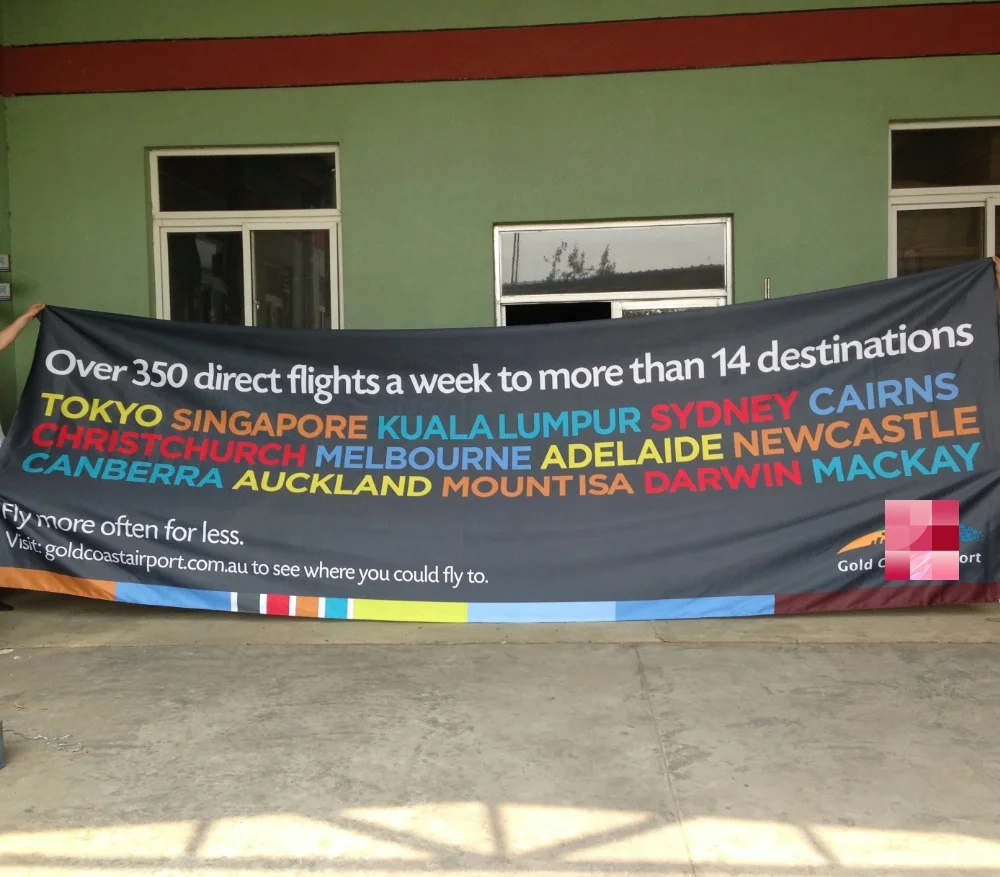 Over 350 direct flights a week to more than 14 destinations
TOKYO SINGAPORE KUALA LUMPUR SYDNEY CAIRNS
CHRISTCHURCH MELBOURNE ADELAIDE NEWCASTLE
CANBERRA AUCKLAND MOUNT ISA DARWIN MACKAY
Fly more often for less.
Visit: goldcoastairport.com.au to see where you could fly to.
Gold